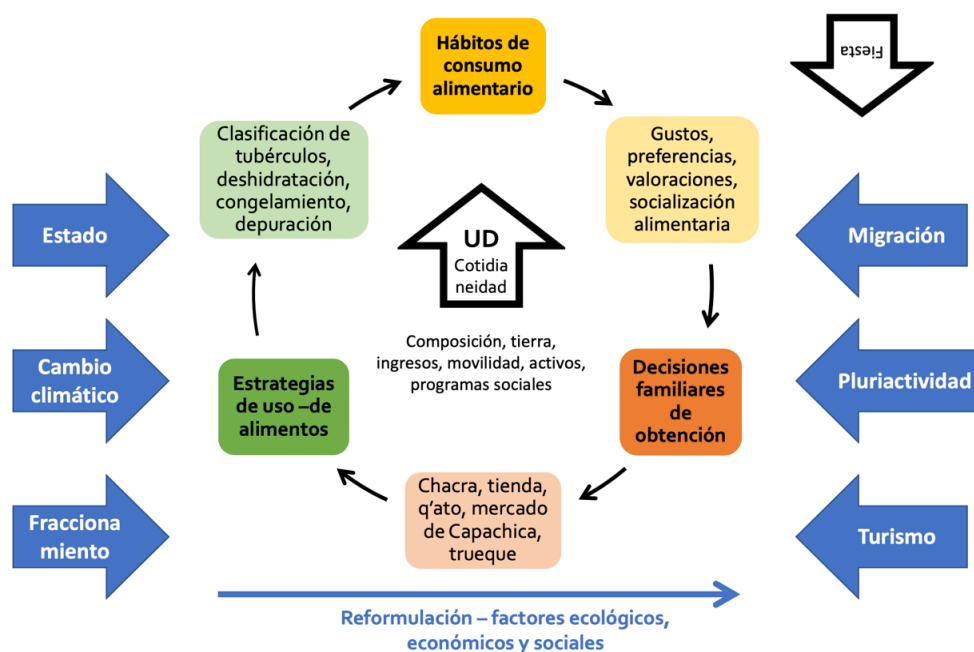 Hábitos de
consumo
alimentario
Fiesta
Clasificación de
tubérculos,
deshidratación,
congelamiento,
depuración
Gustos,
preferencias,
valoraciones,
socialización
alimentaria
Estado
UD
Cotidia
neidad
Migración
Composición, tierra,
ingresos, movilidad, activos,
programas sociales
Cambio
climático
Estrategias
de uso –de
alimentos
Decisiones
familiares
de
obtención
Pluriactividad
Fracciona
miento
Chacra, tienda,
q’ato, mercado
de Capachica,
trueque
Turismo
Reformulación – factores ecológicos,
económicos y sociales